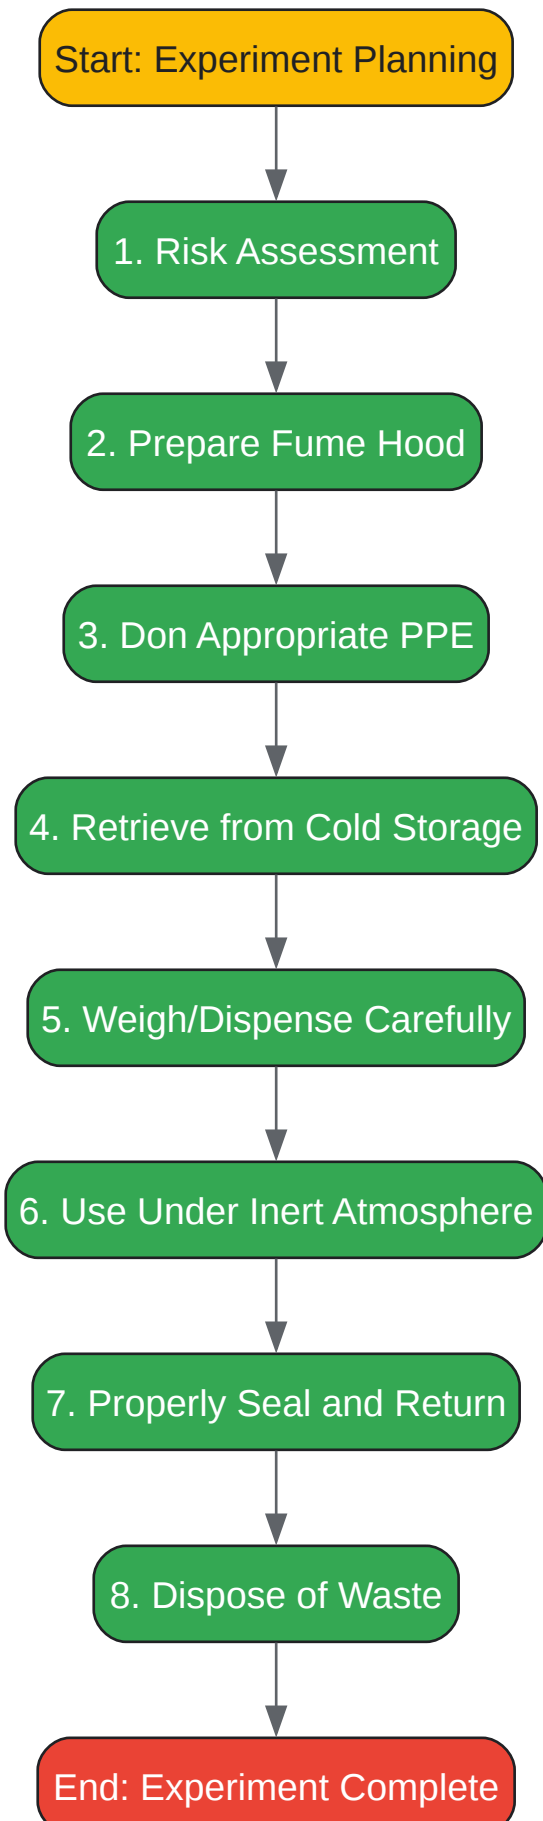 Start: Experiment Planning
1. Risk Assessment
2. Prepare Fume Hood
3. Don Appropriate PPE
4. Retrieve from Cold Storage
5. Weigh/Dispense Carefully
6. Use Under Inert Atmosphere
7. Properly Seal and Return
8. Dispose of Waste
End: Experiment Complete